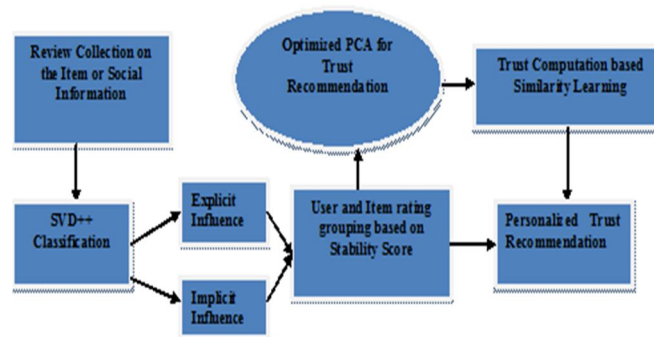 Review Collection on
the Item or Social
Information
Optimized PCA for
Trust
Recommendation
Trust Computation based
Similarity Learning
SVD++
Classification
Explicit
Influence
Implicit
Influence
User and Item rating
grouping based on
Stability Score
Personalized Trust
Recommendation